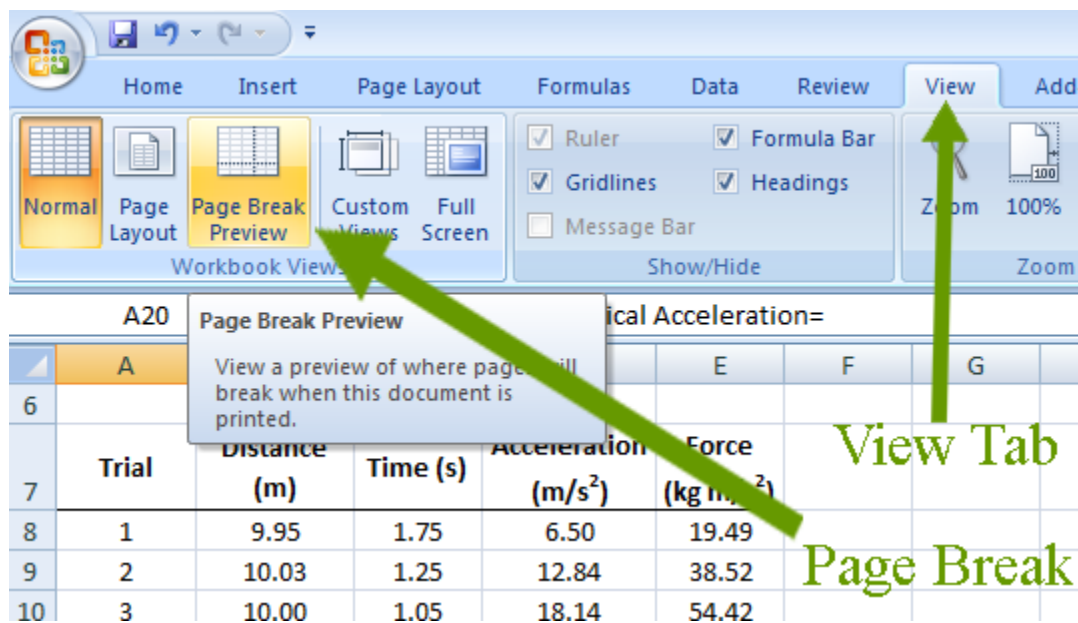 Home Insert Page Layout Formulas Data Review View Add
Ruler Formula Bar
Gridlines Headings
Message Bar
Normal Page Layout Page Break Preview Custom Views Full Screen Zoom 100%
100
Workbook Views Show/Hide Zoom
A20 ical Acceleration=
Page Break Preview
View a preview of where pages will
break when this document is
printed.
A E F G
6
7 Trial Distance (m) Time (s) Acceleration (m/s²) Force
8 1 9.95 1.75 6.50 19.49
9 2 10.03 1.25 12.84 38.52
10 3 10.00 1.05 18.14 54.42
View Tab
Page Break